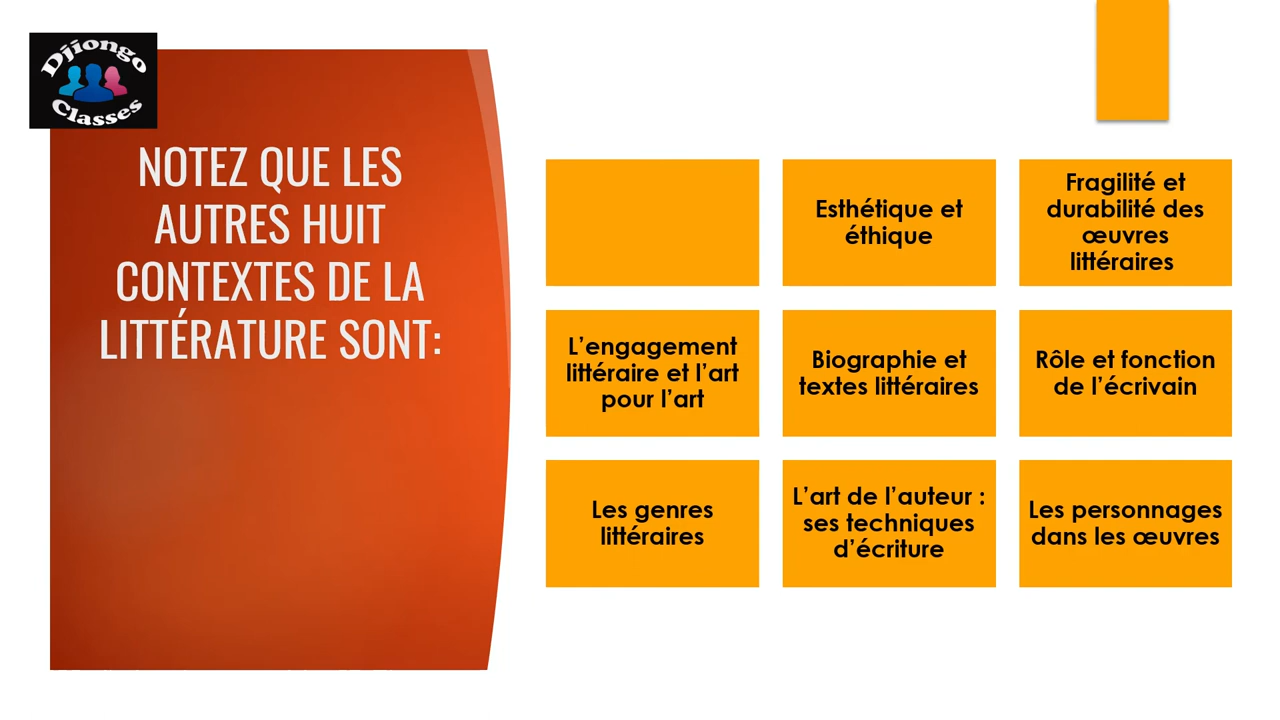 Djiongo
Classes
NOTEZ QUE LES
AUTRES HUIT
CONTEXTES DE LA
LITTÉRATURE SONT:
Esthétique et
éthique
Fragilité et
durabilité des
œuvres
littéraires
L’engagement
littéraire et l’art
pour l’art
Biographie et
textes littéraires
Rôle et fonction
de l’écrivain
Les genres
littéraires
L’art de l’auteur :
ses techniques
d’écriture
Les personnages
dans les œuvres